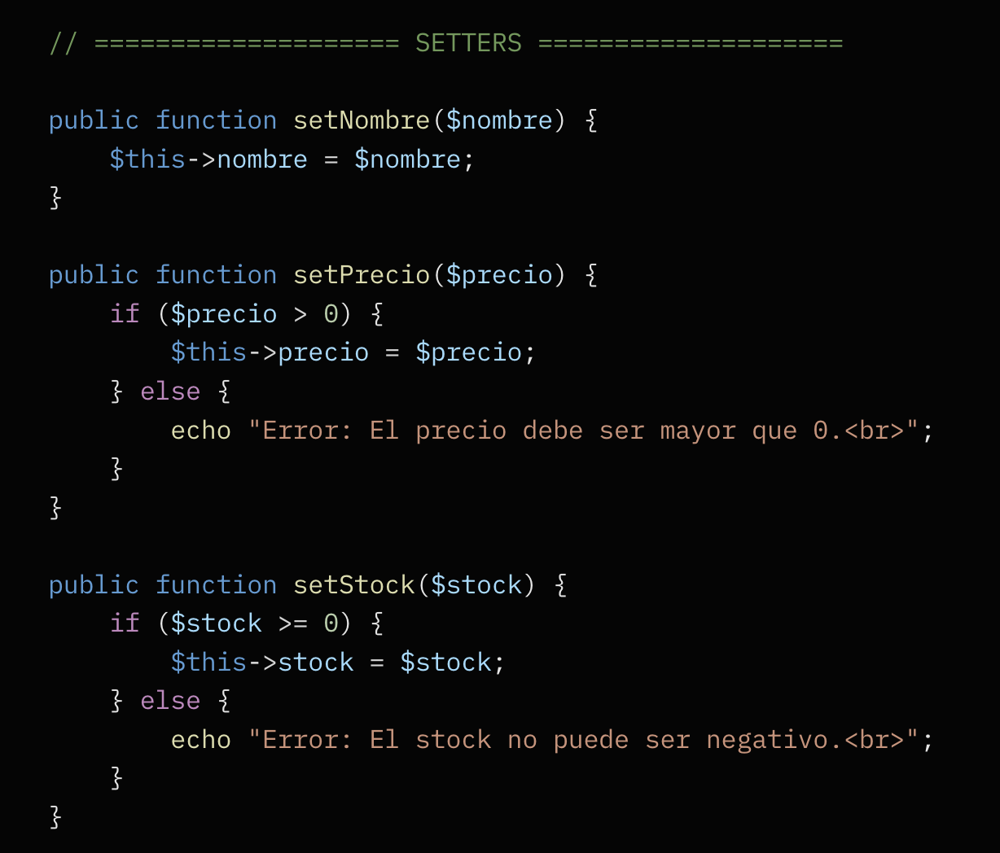 // ==================== SETTERS ====================
public function setNombre($nombre) {
    $this->nombre = $nombre;
}
public function setPrecio($precio) {
    if ($precio > 0) {
        $this->precio = $precio;
    } else {
        echo "Error: El precio debe ser mayor que 0.<br>";
    }
}
public function setStock($stock) {
    if ($stock >= 0) {
        $this->stock = $stock;
    } else {
        echo "Error: El stock no puede ser negativo.<br>";
    }
}